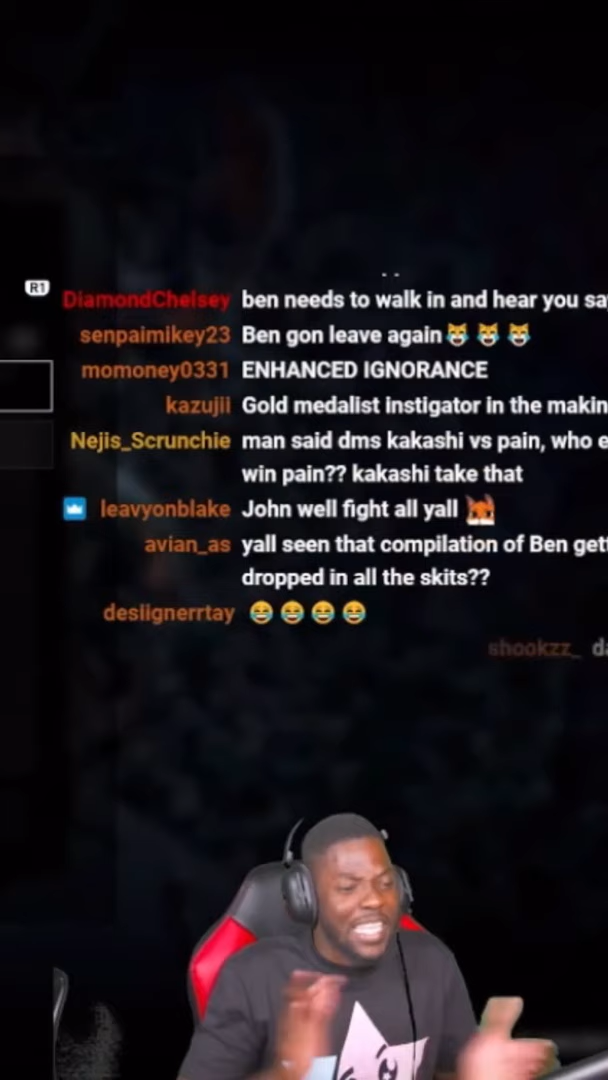 R1
DiamondChelsey ben needs to walk in and hear you sa
senpaimikey23 Ben gon leave again 😹 😹 😹
momoney0331 ENHANCED IGNORANCE
kazujii Gold medalist instigator in the making
Nejis_Scrunchie man said dms kakashi vs pain, who e
win pain?? kakashi take that
leavyonblake John well fight all yall
avian_as yall seen that compilation of Ben gett
dropped in all the skits??
desiignerrtay 😂 😂 😂 😂
shookzz_ da